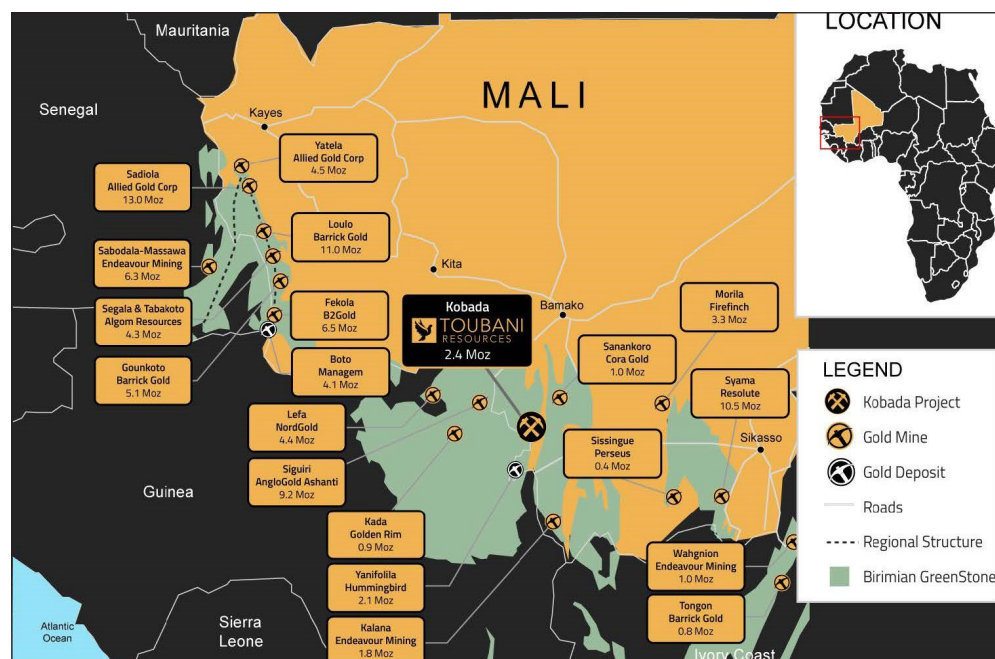 Mauritania
MALI
Senegal
Kayes
Yatela
Allied Gold Corp
4.5 Moz
Sadiola
Allied Gold Corp
13.0 Moz
Loulo
Barrick Gold
11.0 Moz
Sabodala-Massawa
Endeavour Mining
6.3 Moz
Kita
Segala & Tabakoto
Algom Resources
4.3 Moz
Fekola
B2Gold
6.5 Moz
Kobada
TOUBANI
RESOURCES
2.4 Moz
Bamako
Morila
Firefinch
3.3 Moz
Gounkoto
Barrick Gold
5.1 Moz
Boto
Managem
4.1 Moz
Sanankoro
Cora Gold
1.0 Moz
Syama
Resolute
10.5 Moz
Lefa
NordGold
4.4 Moz
Sissingue
Perseus
0.4 Moz
Sikasso
Siguiri
AngloGold Ashanti
9.2 Moz
Guinea
Kada
Golden Rim
0.9 Moz
Yanifolila
Hummingbird
2.1 Moz
Wahgnion
Endeavour Mining
1.0 Moz
Tongon
Barrick Gold
0.8 Moz
Kalana
Endeavour Mining
1.8 Moz
Atlantic
Ocean
Sierra
Leone
Ivory Coast
LOCATION
LEGEND
Kobada Project
Gold Mine
Gold Deposit
Roads
Regional Structure
Birimian GreenStone